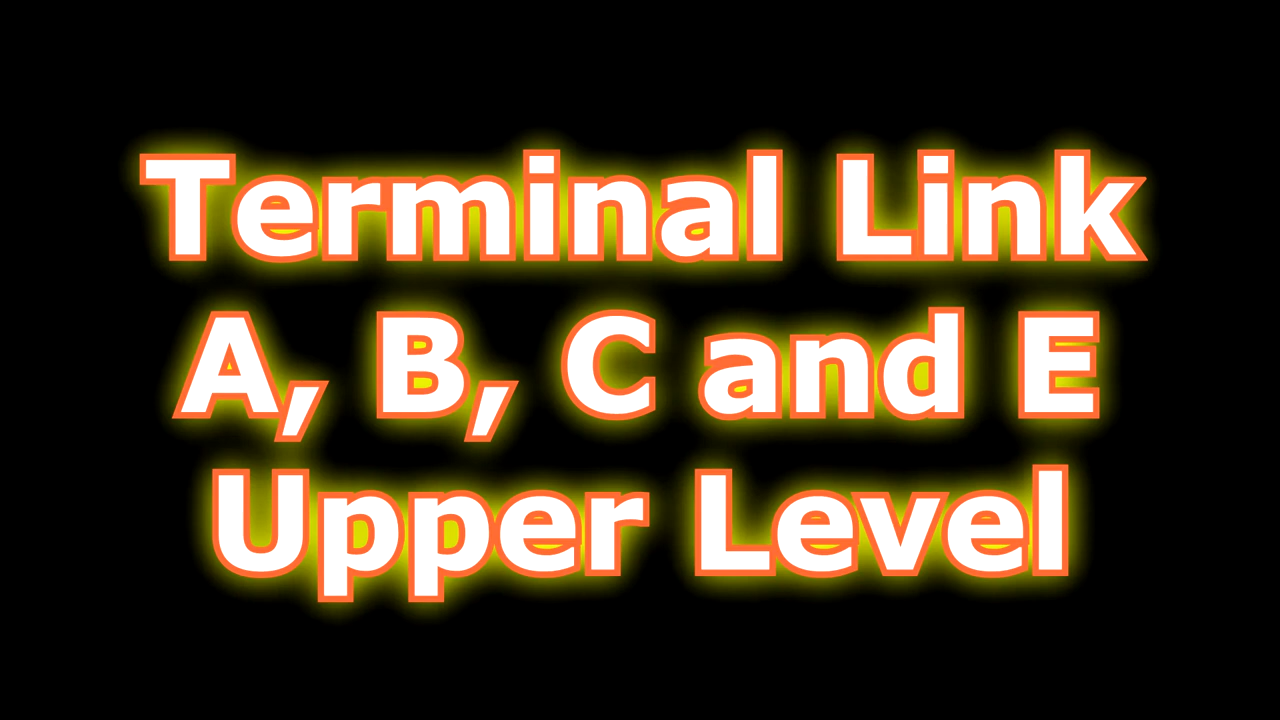 Terminal Link
A, B, C and E
Upper Level